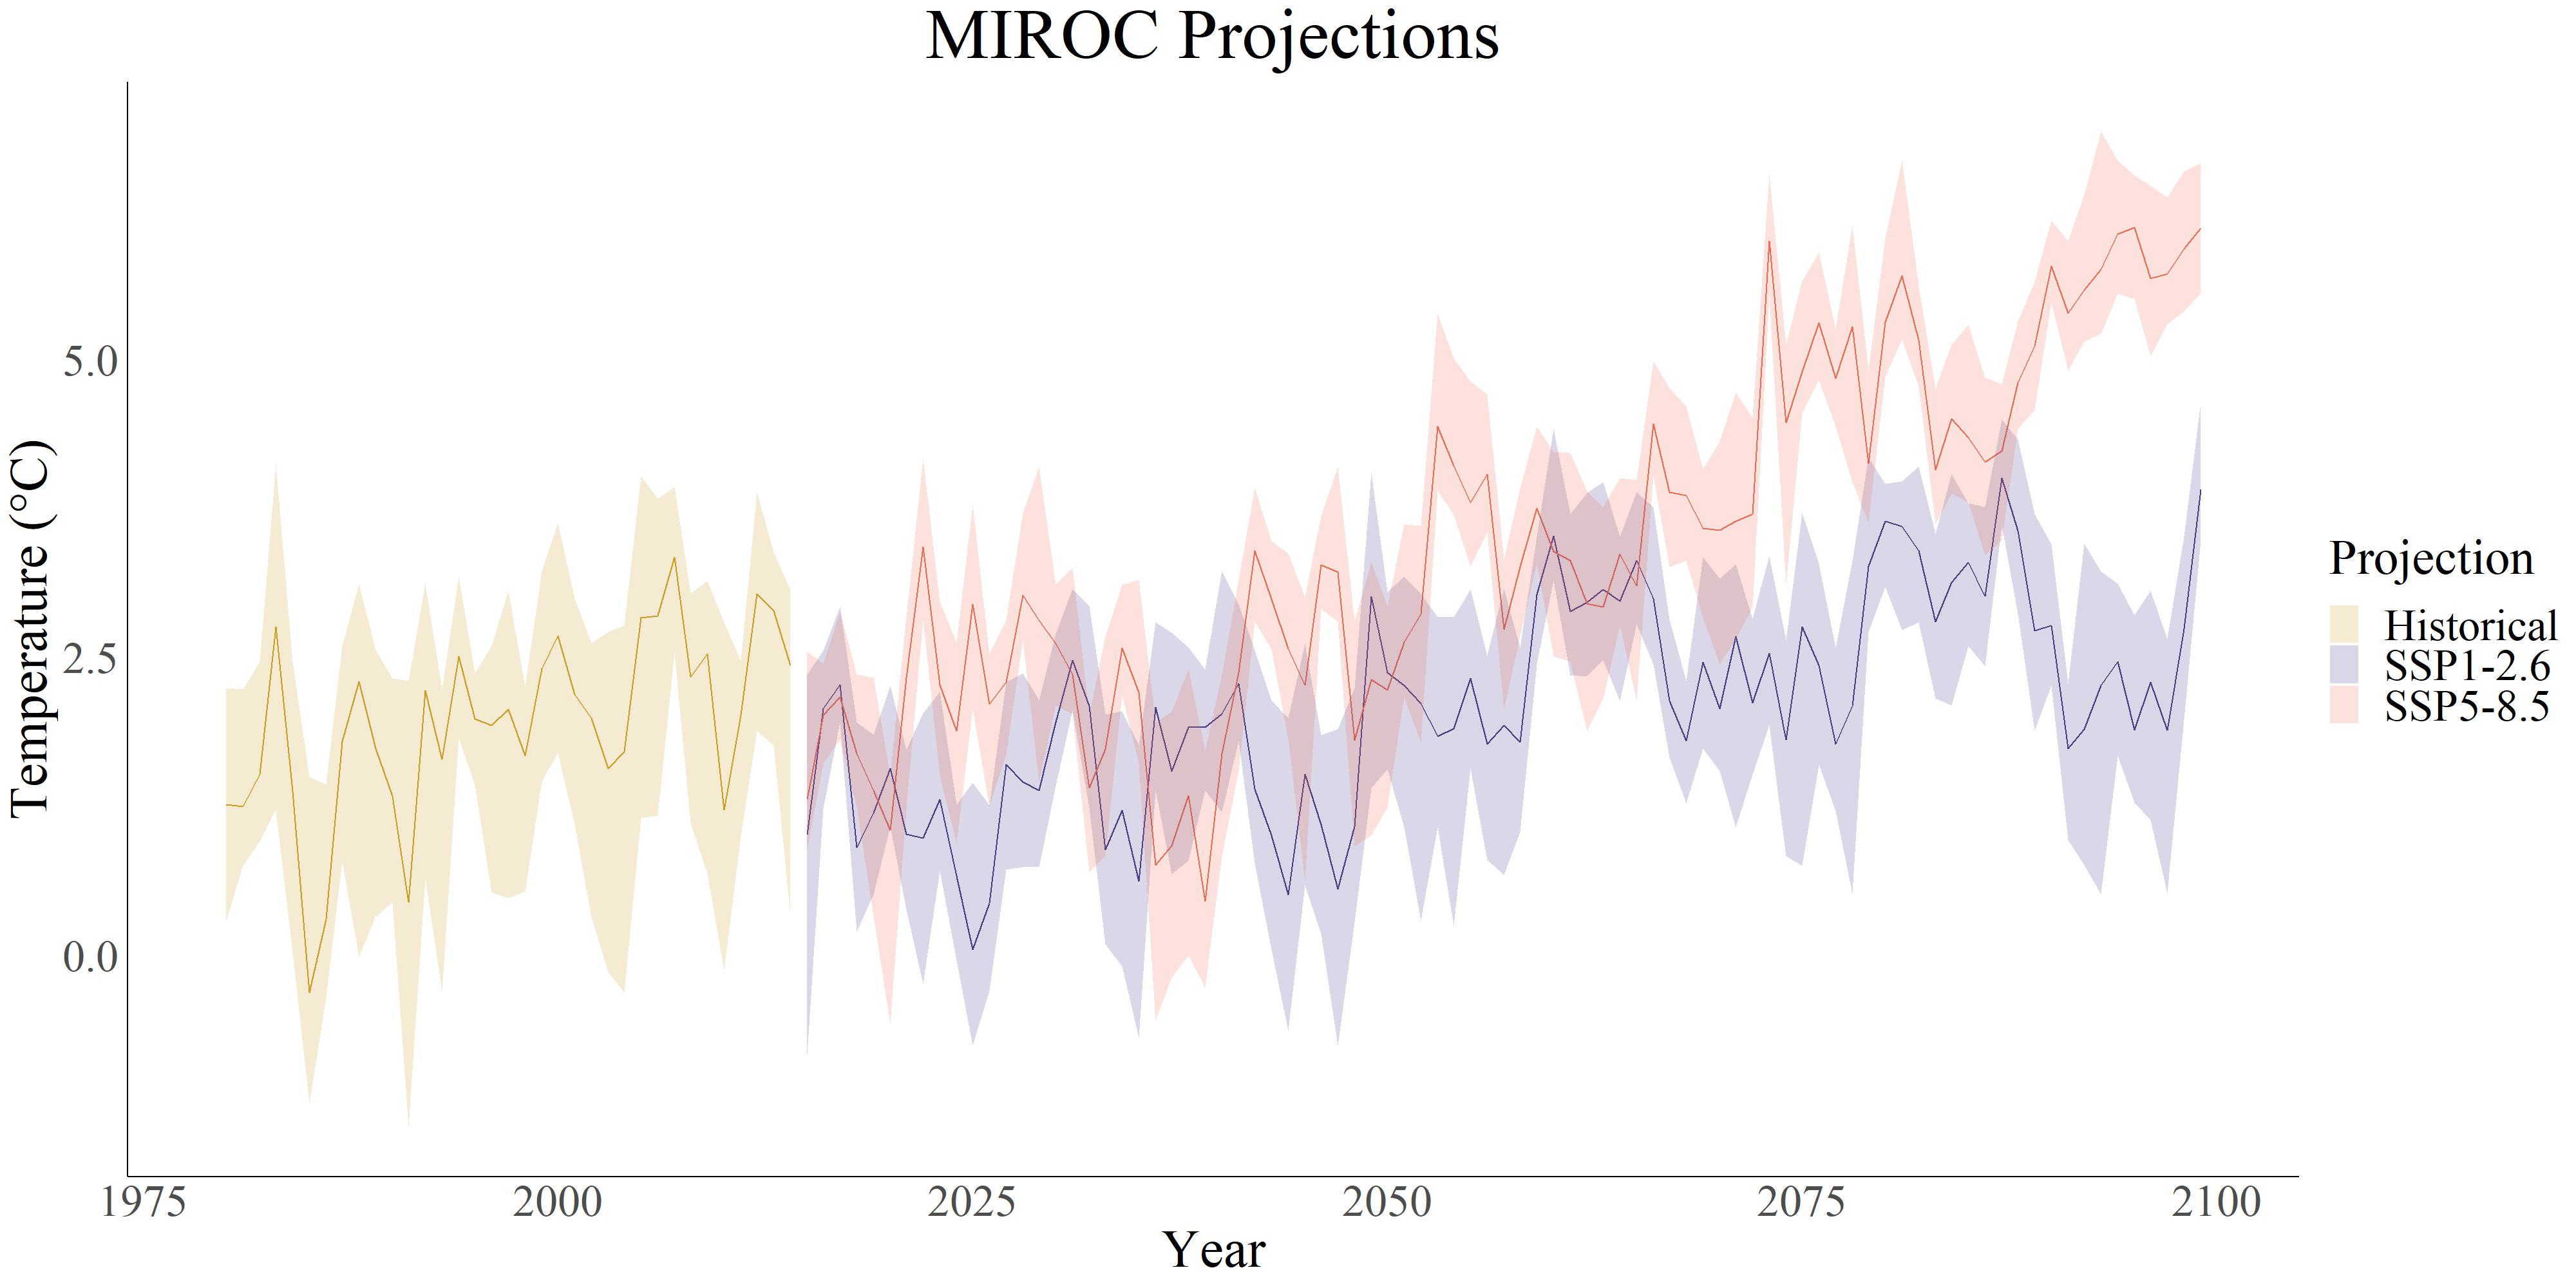 MIROC Projections
Temperature (°C)
5.0
2.5
0.0
1975 2000 2025 2050 2075 2100
Year
Projection
Historical
SSP1-2.6
SSP5-8.5